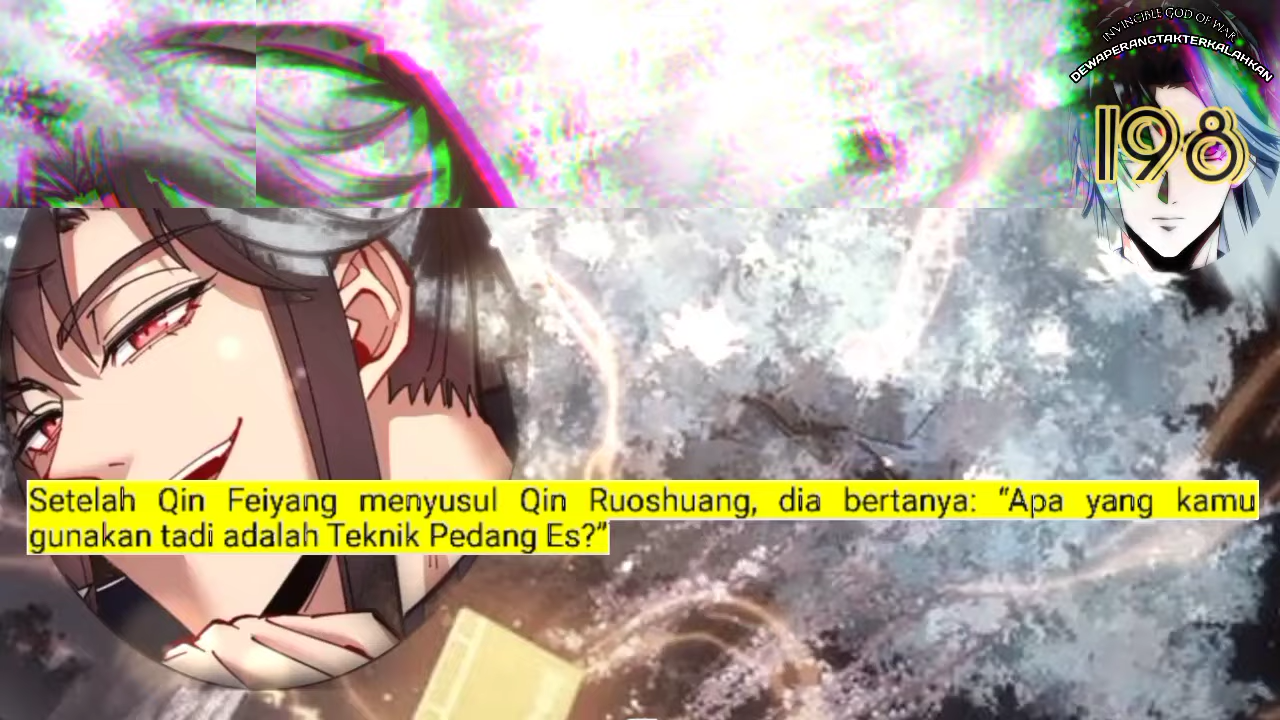 INVINCIBLE GOD OF WAR
DEWAPERANGTAKTERKALAHKAN
198
Setelah Qin Feiyang menyusul Qin Ruoshuang, dia bertanya: “Apa yang kamu
gunakan tadi adalah Teknik Pedang Es?”